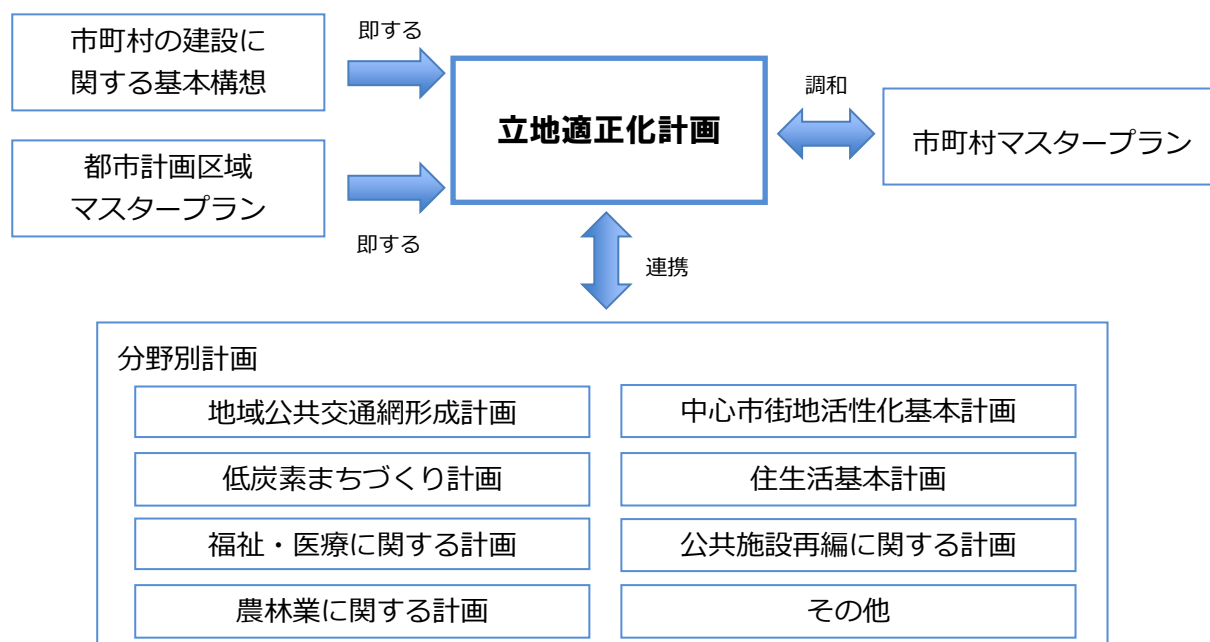 市町村の建設に
関する基本構想
即する
都市計画区域
マスタープラン
即する
立地適正化計画
調和
市町村マスタープラン
連携
分野別計画
地域公共交通網形成計画
中心市街地活性化基本計画
低炭素まちづくり計画
住生活基本計画
福祉・医療に関する計画
公共施設再編に関する計画
農林業に関する計画
その他